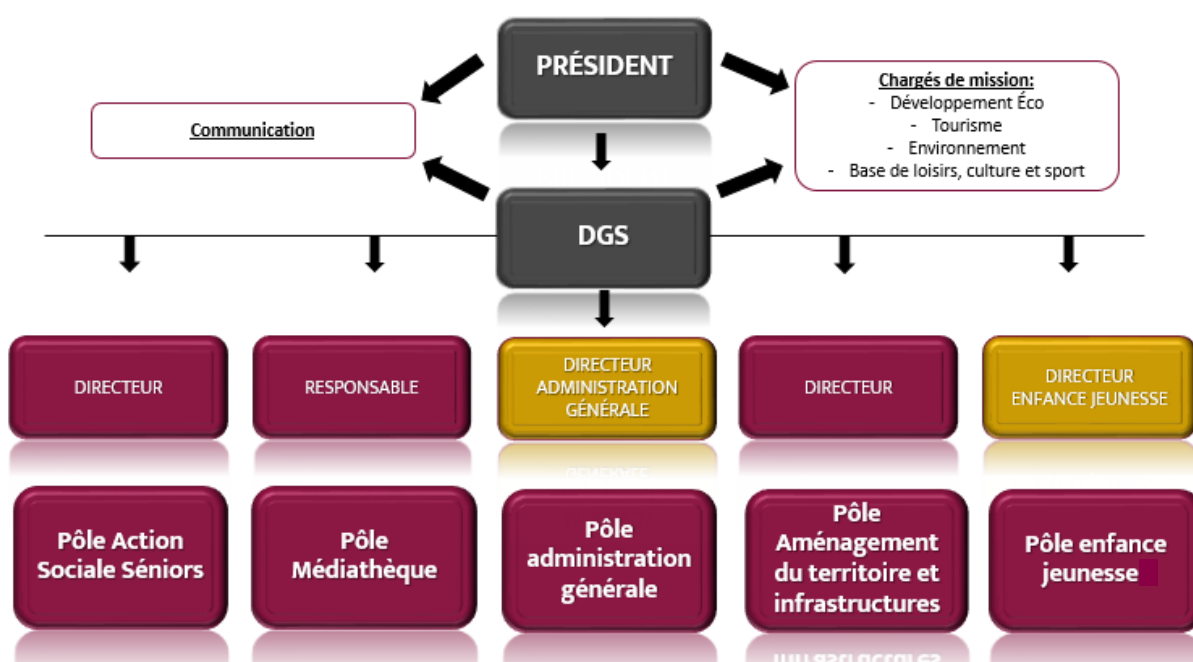 PRÉSIDENT
Communication
Chargés de mission:
- Développement Éco
- Tourisme
- Environnement
- Base de loisirs, culture et sport
DGS
DIRECTEUR
RESPONSABLE
DIRECTEUR
ADMINISTRATION
GÉNÉRALE
DIRECTEUR
DIRECTEUR
ENFANCE JEUNESSE
Pôle Action
Sociale Séniors
Pôle
Médiathèque
Pôle
administration
générale
Pôle
Aménagement
du territoire et
infrastructures
Pôle enfance
jeunesse